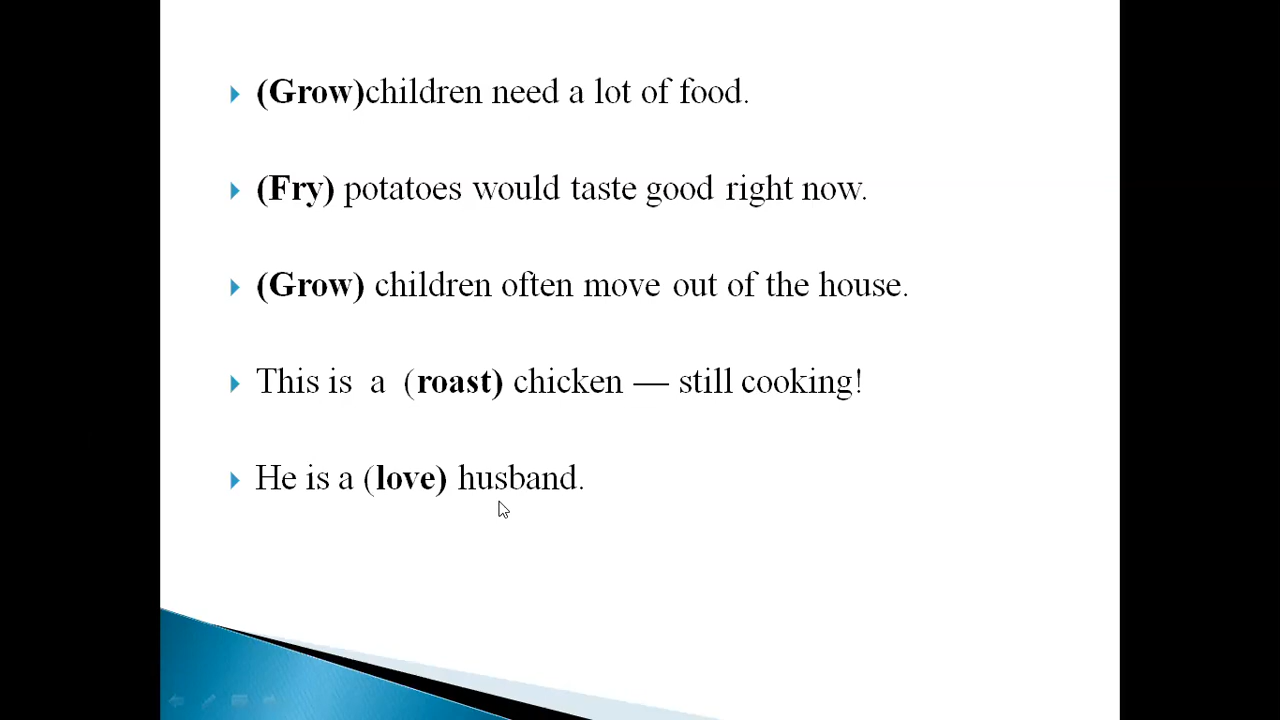 (Grow)children need a lot of food.
(Fry) potatoes would taste good right now.
(Grow) children often move out of the house.
This is a (roast) chicken — still cooking!
He is a (love) husband.